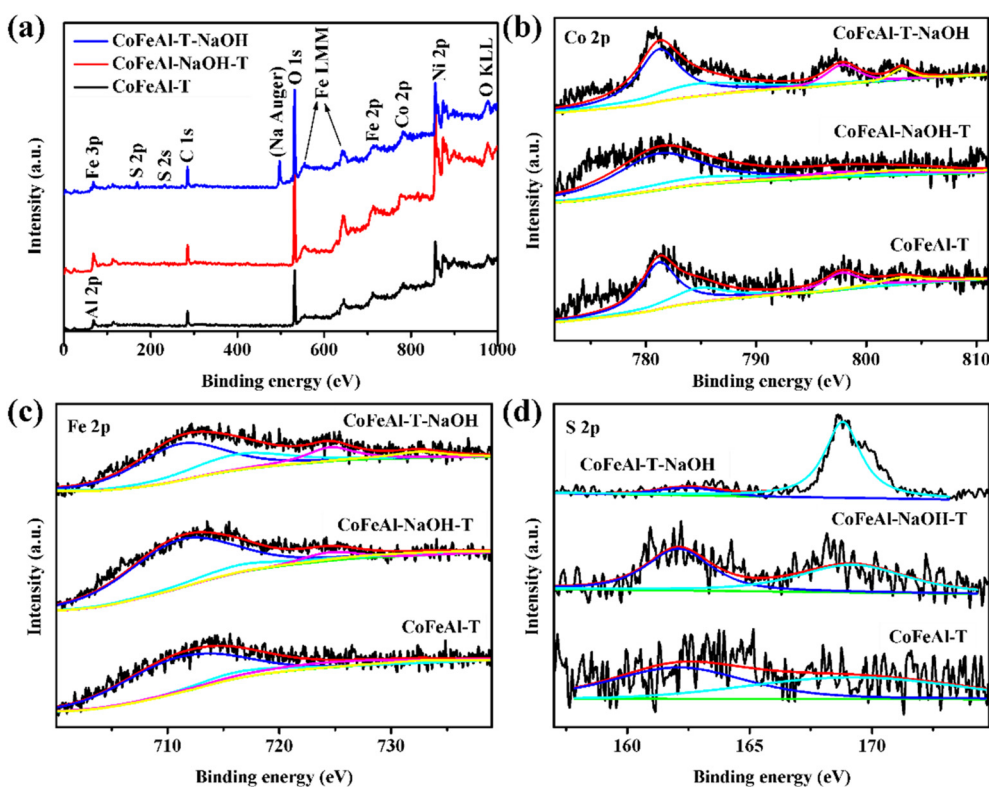 (a)
CoFeAl-T-NaOH
CoFeAl-NaOH-T
CoFeAl-T
Fe 3p
S 2p
S 2s
C 1s
(Na Auger)
O 1s
Fe LMM
Fe 2p
Co 2p
Ni 2p
O KLL
Al 2p
Intensity (a.u.)
0 200 400 600 800 1000
Binding energy (eV)
(b)
Co 2p
CoFeAl-T-NaOH
CoFeAl-NaOH-T
CoFeAl-T
Intensity (a.u.)
780 790 800 810
Binding energy (eV)
(c)
Fe 2p
CoFeAl-T-NaOH
CoFeAl-NaOH-T
CoFeAl-T
Intensity (a.u.)
710 720 730
Binding energy (eV)
(d)
S 2p
CoFeAl-T-NaOH
CoFeAl-NaOH-T
CoFeAl-T
Intensity (a.u.)
160 165 170
Binding energy (eV)